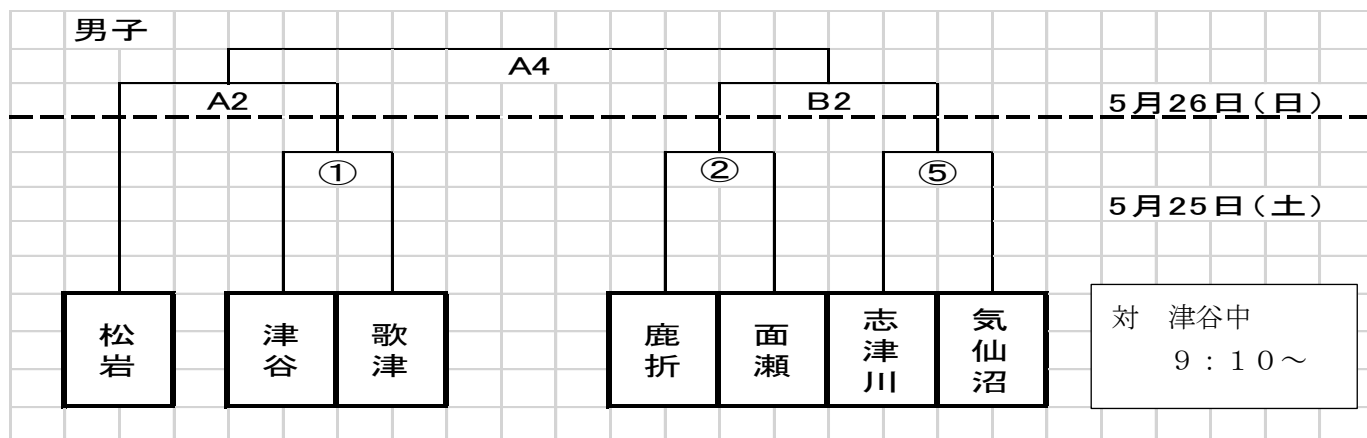 男子
A4
A2
B2
5月26日(日)
①
②
⑤
5月25日(土)
松岩
津谷
歌津
鹿折
面瀬
志津川
気仙沼
対　津谷中
９：１０～